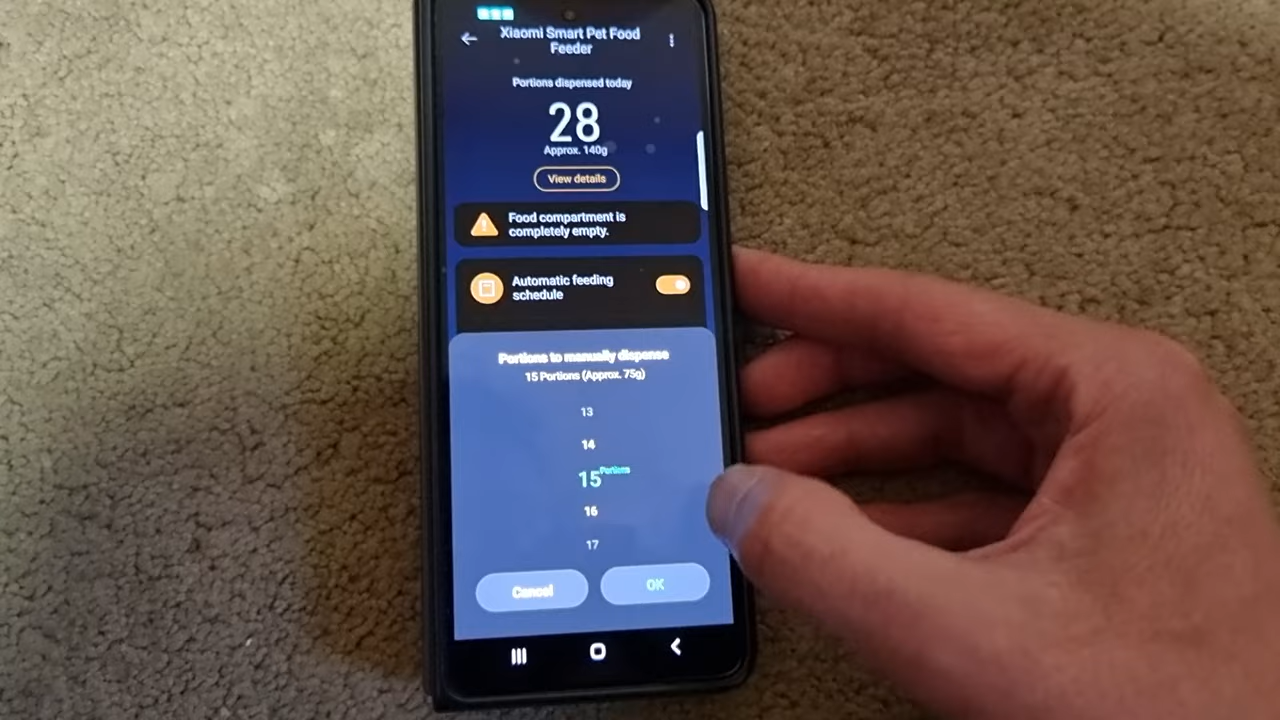 Xiaomi Smart Pet Food
Feeder
Portions dispensed today
28
Approx. 140g
View details
Food compartment is
completely empty.
Automatic feeding
schedule
Portions to manually dispense
15 Portions (Approx. 75g)
13
14
15 Portions
16
17
Cancel
OK